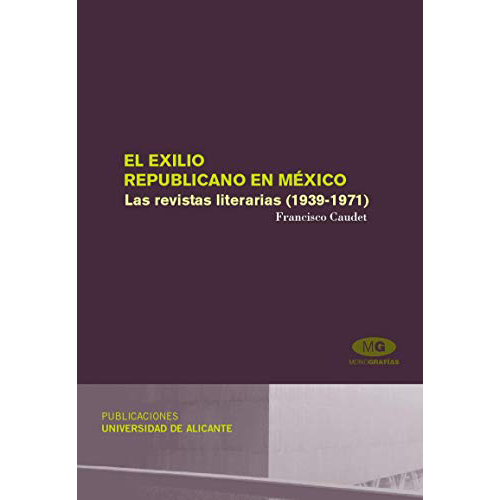 EL EXILIO
REPUBLICANO EN MÉXICO
Las revistas literarias (1939-1971)
Francisco Caudet
MG
MONOGRAFÍAS
PUBLICACIONES
UNIVERSIDAD DE ALICANTE